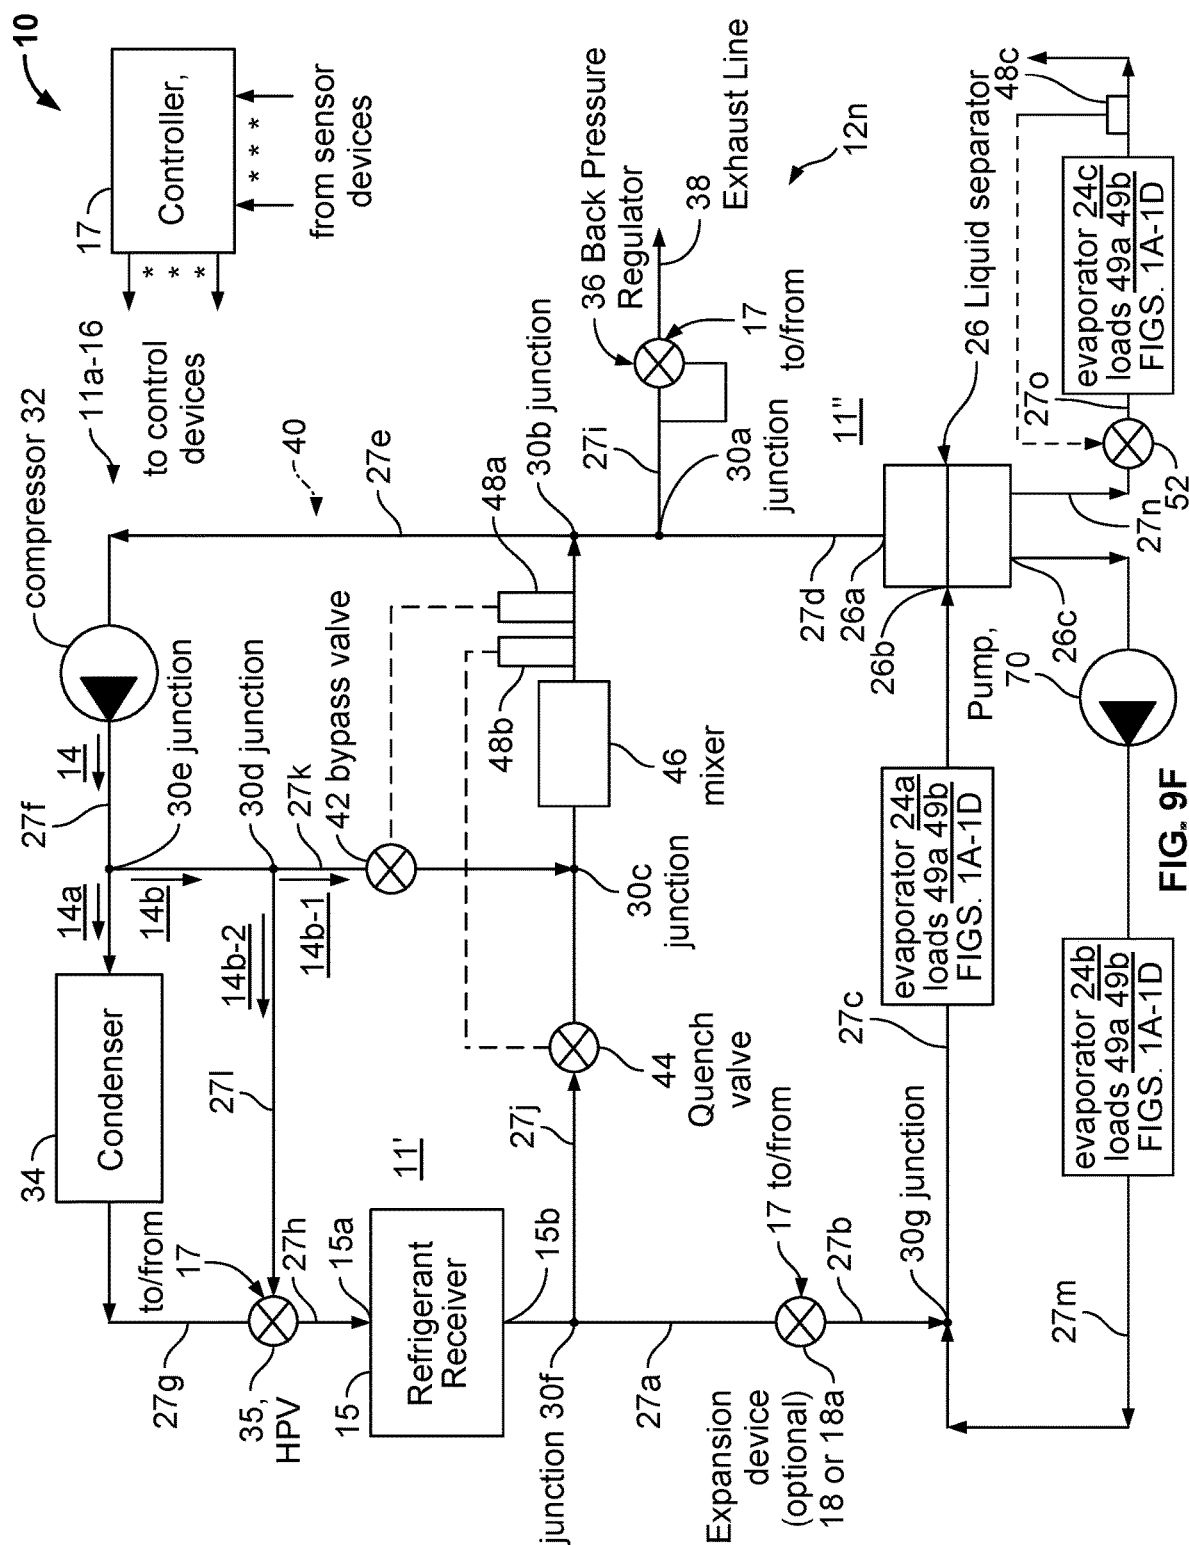 10
17
Controller,
from sensor
devices
to control
devices
11a-16
compressor 32
40
27e
14
27f
30e junction
30d junction
27k
42 bypass valve
48a
48b
30b junction
36 Back Pressure
Regulator
38
Exhaust Line
12n
17
to/from
27i
30a
junction
46
mixer
14a
14b
14b-1
14b-2
30c
junction
34
Condenser
27l
11'
44
Quench
valve
27j
to/from
17
27g
27h
35,
HPV
15a
15
Refrigerant
Receiver
15b
junction 30f
27a
17 to/from
27b
Expansion
device
(optional)
18 or 18a
30g junction
27c
evaporator 24a
loads 49a 49b
FIGS. 1A-1D
11"
27d
26a
26b
26 Liquid separator
26c
Pump,
70
27n
52
27o
evaporator 24c
loads 49a 49b
FIGS. 1A-1D
48c
evaporator 24b
loads 49a 49b
FIGS. 1A-1D
27m
FIG. 9F